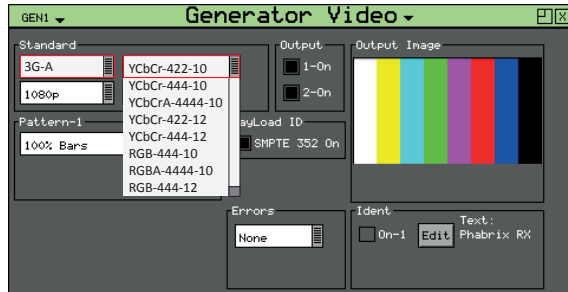 GEN1 Generator Video
Standard
Output
Output Image
3G-A
YCbCr-422-10
1-On
1080p
2-On
YCbCr-444-10
YCbCrA-4444-10
YCbCr-422-12
YCbCr-444-12
RGB-444-10
RGBA-4444-10
RGB-444-12
Pattern-1
100% Bars
ayLoad ID
SMPTE 352 On
Errors
None
Ident
On-1
Edit
Text:
Phabrix RX